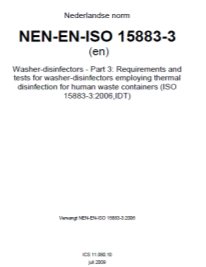 Nederlandse norm
NEN-EN-ISO 15883-3
(en)
Washer-disinfectors - Part 3: Requirements and
tests for washer-disinfectors employing thermal
disinfection for human waste containers (ISO
15883-3:2006,IDT)
Vervangt NEN-EN-ISO 15883-3:2006
ICS 11.080.10
juli 2009